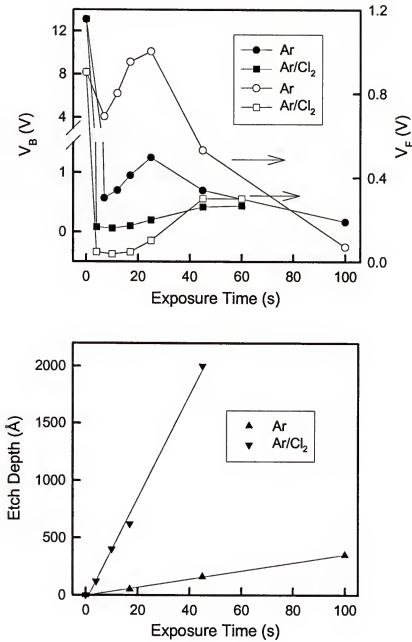 12
8
4
1
0
V_B (V)
1.2
0.8
0.4
0.0
V_F (V)
Ar
Ar/Cl₂
Ar
Ar/Cl₂
0 20 40 60 80 100
Exposure Time (s)
2000
1500
1000
500
0
Etch Depth (Å)
Ar
Ar/Cl₂
0 20 40 60 80 100
Exposure Time (s)